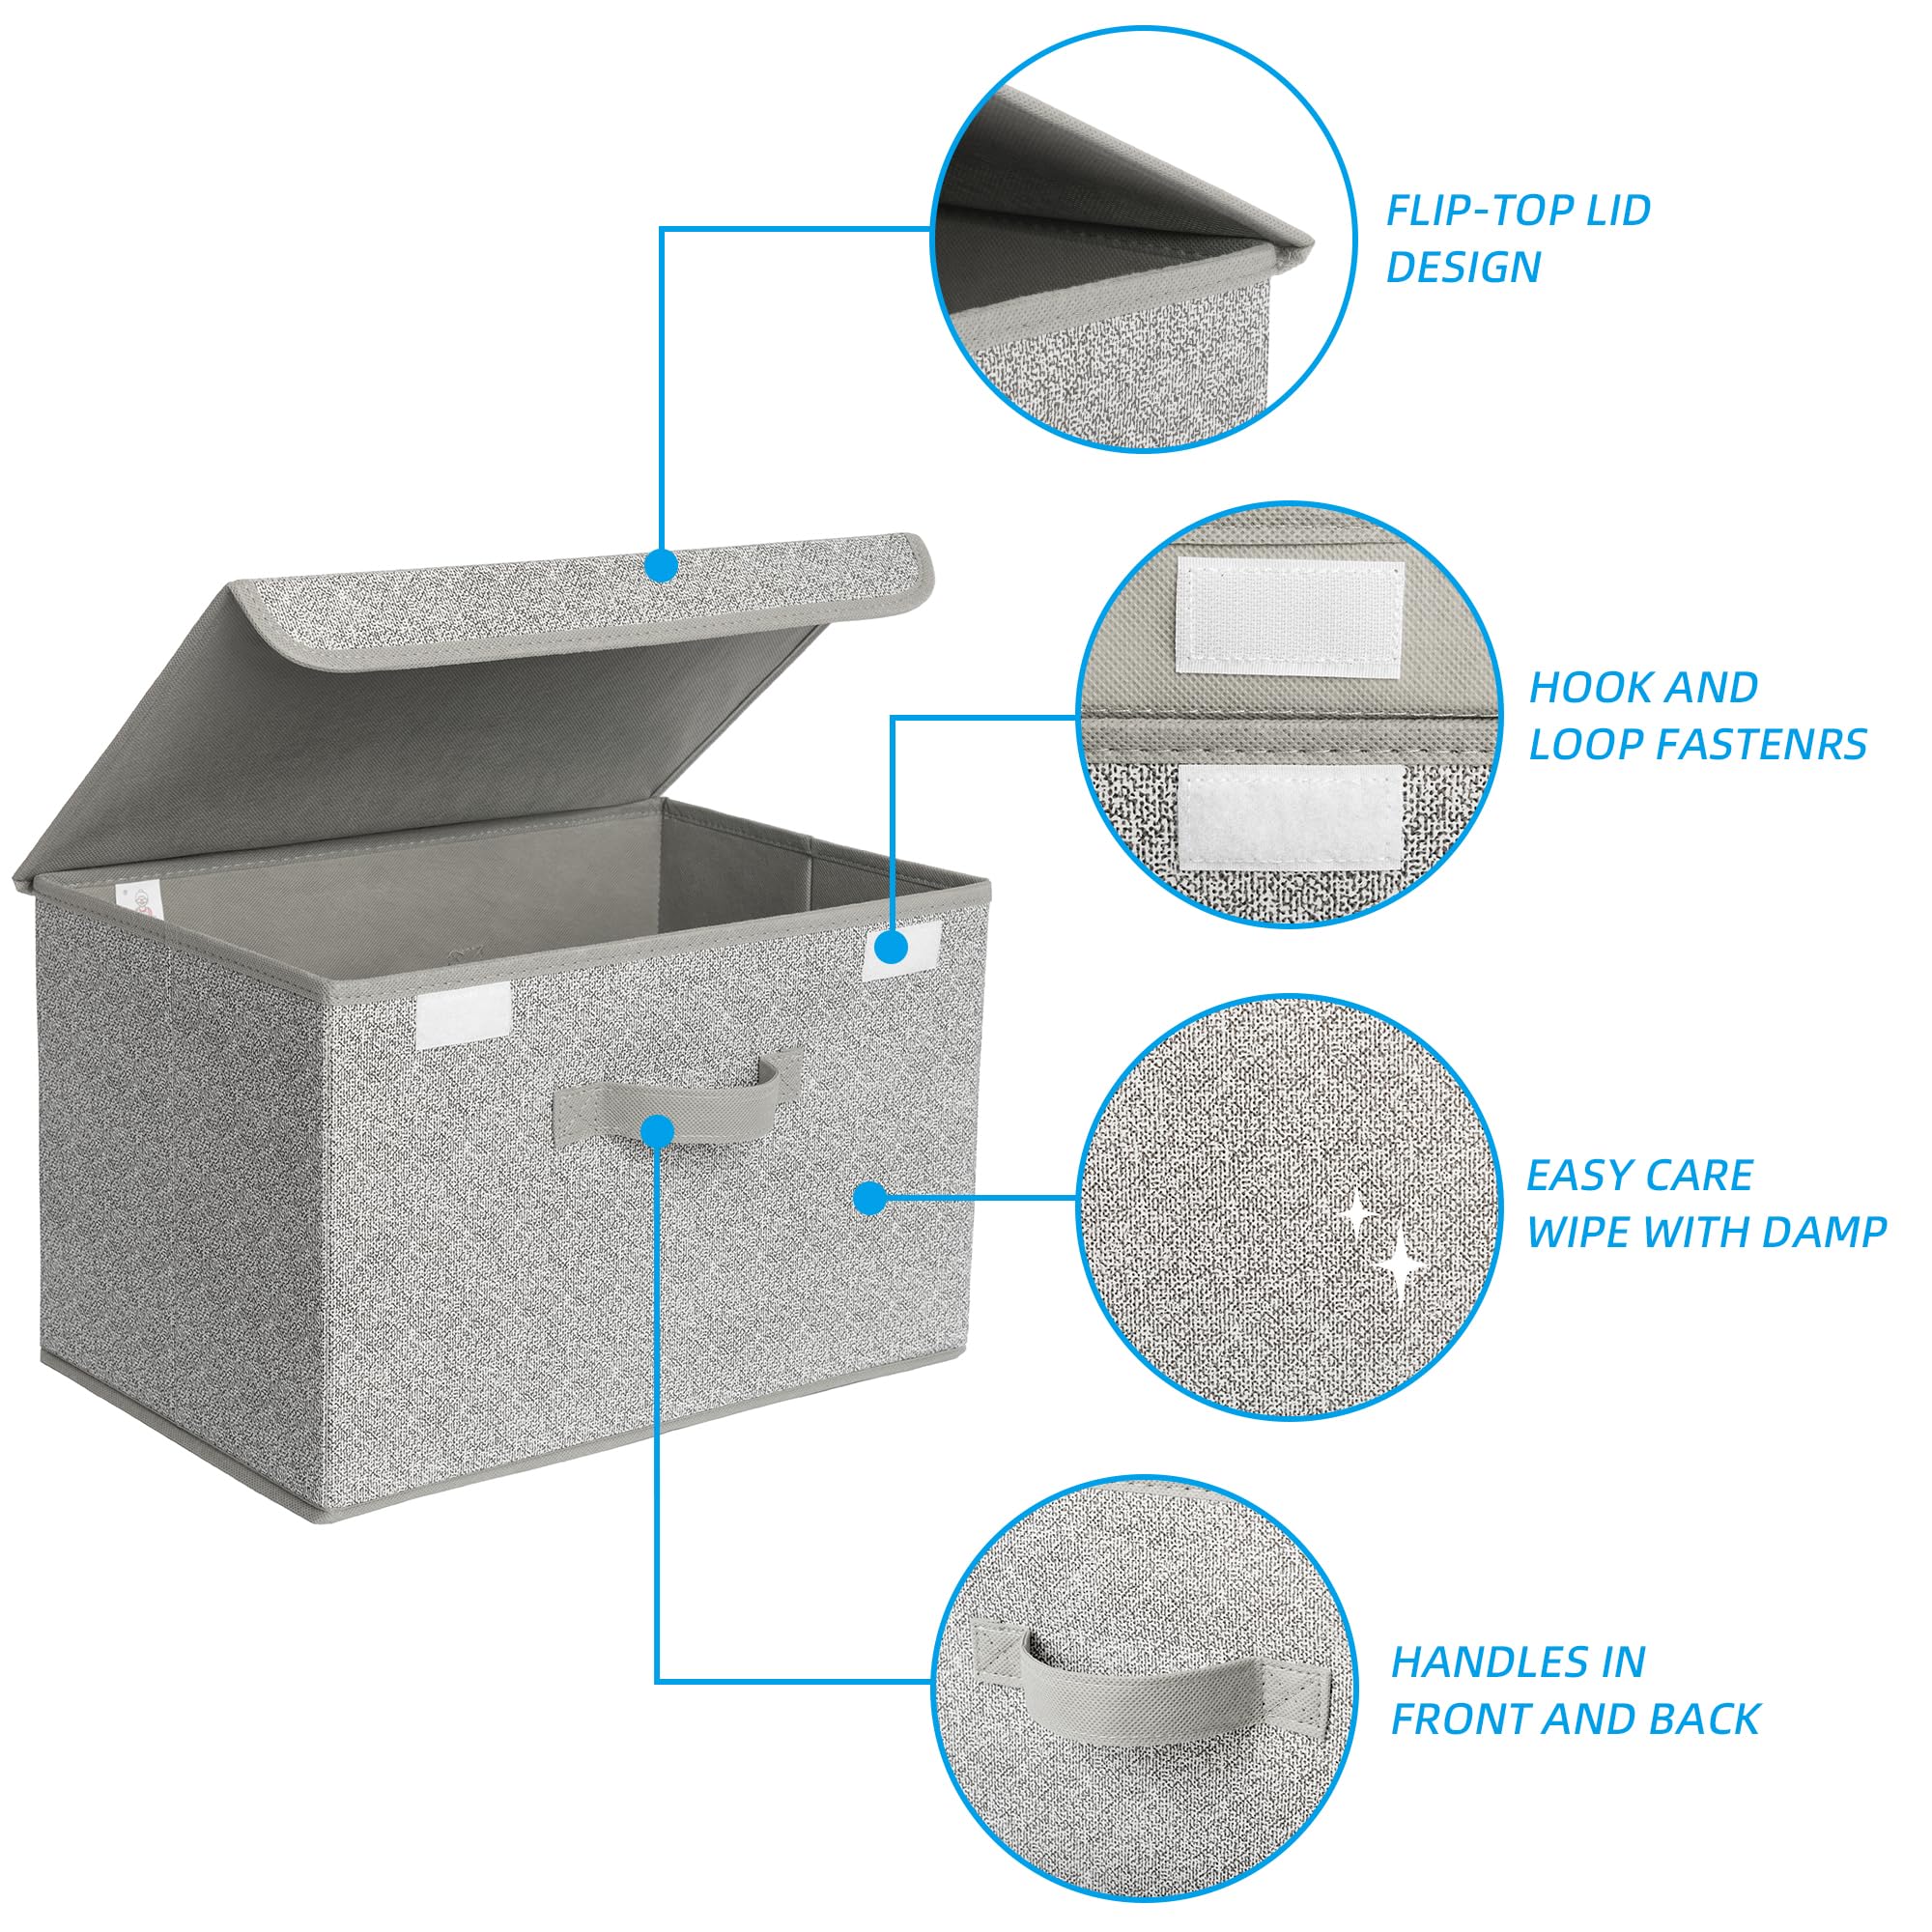 FLIP-TOP LID
DESIGN
HOOK AND
LOOP FASTENRS
EASY CARE
WIPE WITH DAMP
HANDLES IN
FRONT AND BACK